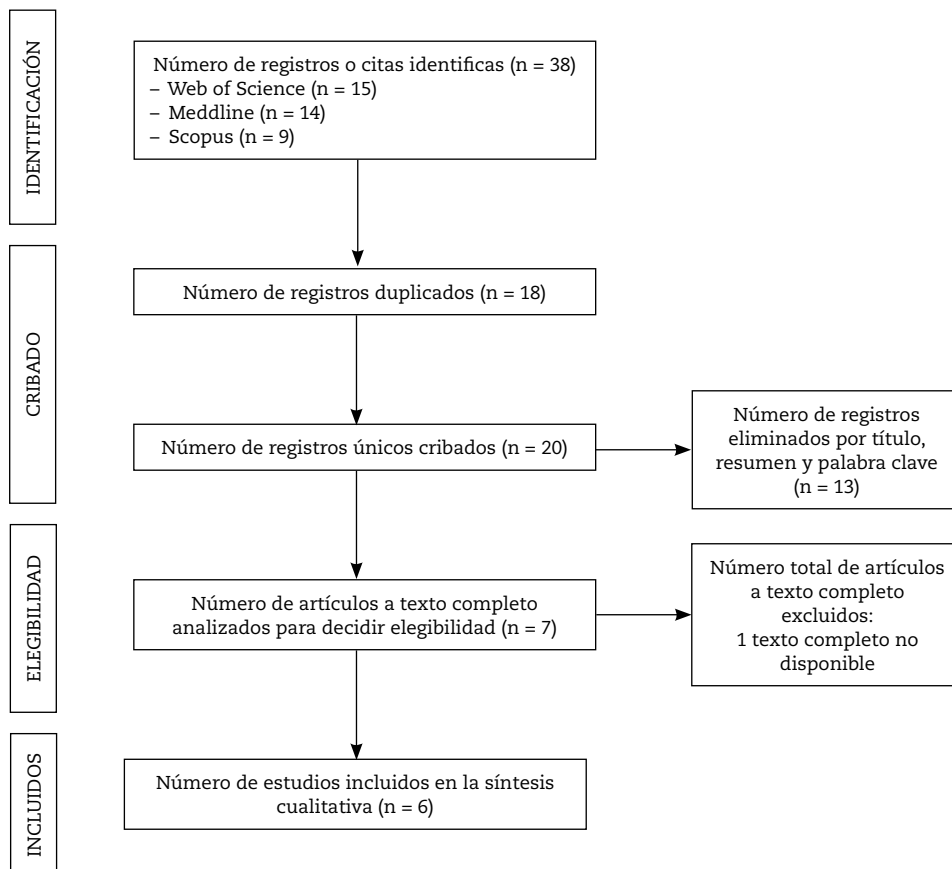 IDENTIFICACIÓN
Número de registros o citas identificas (n = 38)
– Web of Science (n = 15)
– Meddline (n = 14)
– Scopus (n = 9)
CRIBADO
Número de registros duplicados (n = 18)
Número de registros únicos cribados (n = 20)
Número de registros
eliminados por título,
resumen y palabra clave
(n = 13)
ELEGIBILIDAD
Número de artículos a texto completo
analizados para decidir elegibilidad (n = 7)
Número total de artículos
a texto completo
excluidos:
1 texto completo no
disponible
INCLUIDOS
Número de estudios incluidos en la síntesis
cualitativa (n = 6)